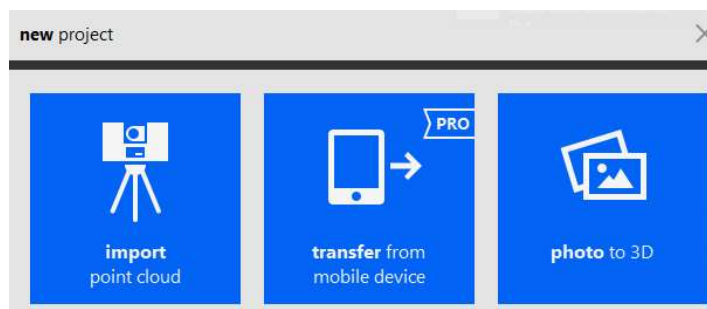 new project
PRO
import
point cloud
transfer from
mobile device
photo to 3D